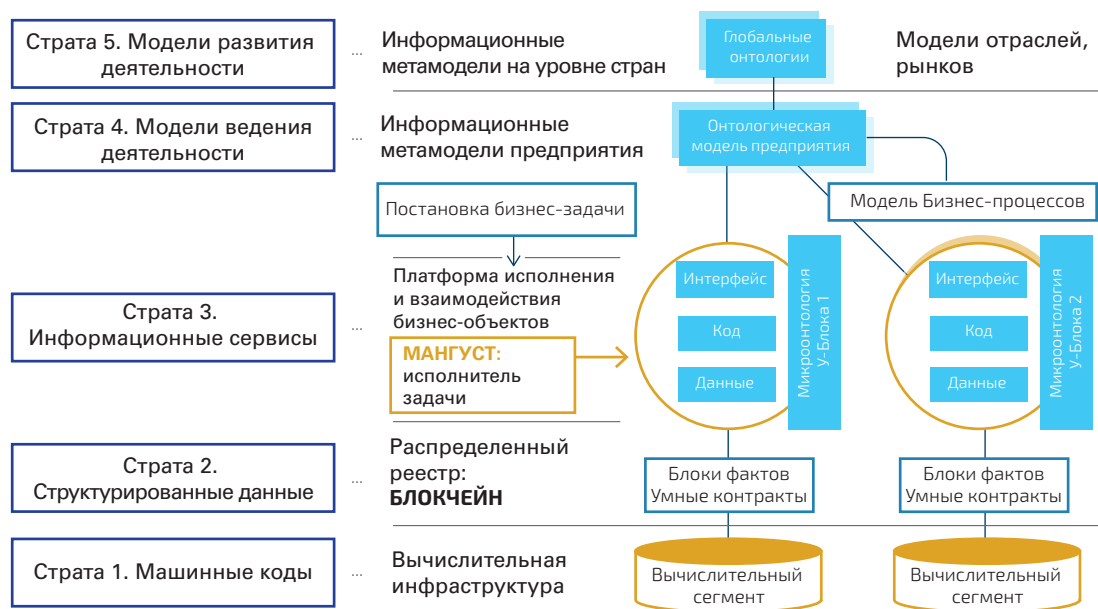 Страта 5. Модели развития
деятельности
...
Информационные
метамодели на уровне стран
Глобальные
онтологии
Модели отраслей,
рынков
Страта 4. Модели ведения
деятельности
...
Информационные
метамодели предприятия
Онтологическая
модель предприятия
Постановка бизнес-задачи
Модель Бизнес-процессов
Страта 3.
Информационные сервисы
...
Платформа исполнения
и взаимодействия
бизнес-объектов
МАНГУСТ:
исполнитель
задачи
Интерфейс
Код
Данные
Микроонтология
У-Блока 1
Интерфейс
Код
Данные
Микроонтология
У-Блока 2
Страта 2.
Структурированные данные
...
Распределенный
реестр:
БЛОКЧЕЙН
Блоки фактов
Умные контракты
Блоки фактов
Умные контракты
Страта 1. Машинные коды
...
Вычислительная
инфраструктура
Вычислительный
сегмент
Вычислительный
сегмент